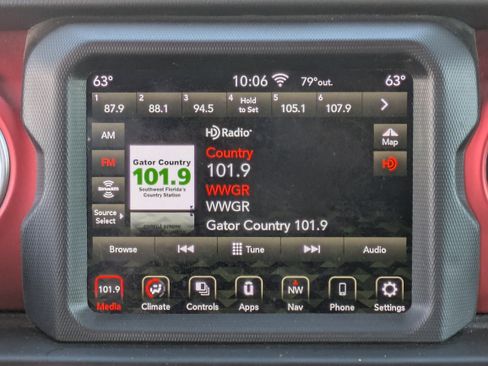 63° 10:06 79°out. 63°
1 87.9 2 88.1 3 94.5 4 Hold to Set 5 105.1 6 107.9
AM
FM
SiriusXM
Source Select
Gator Country
101.9
Southwest Florida's
Country Station
HD Radio
Country
101.9
WWGR
WWGR
Gator Country 101.9
Map
HD
Browse Tune Audio
101.9 NW
Media Climate Controls Apps Nav Phone Settings